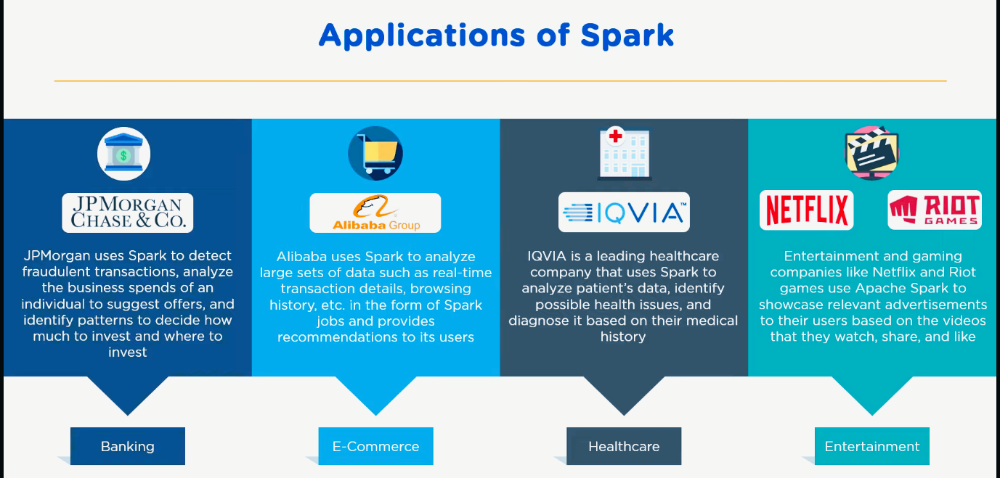 Applications of Spark
$
JPMORGAN
CHASE & CO.
JPMorgan uses Spark to detect
fraudulent transactions, analyze
the business spends of an
individual to suggest offers, and
identify patterns to decide how
much to invest and where to
invest
Banking
Alibaba Group
Alibaba uses Spark to analyze
large sets of data such as real-time
transaction details, browsing
history, etc. in the form of Spark
jobs and provides
recommendations to its users
E-Commerce
IQVIA™
IQVIA is a leading healthcare
company that uses Spark to
analyze patient's data, identify
possible health issues, and
diagnose it based on their medical
history
Healthcare
NETFLIX
RIOT
GAMES
Entertainment and gaming
companies like Netflix and Riot
games use Apache Spark to
showcase relevant advertisements
to their users based on the videos
that they watch, share, and like
Entertainment